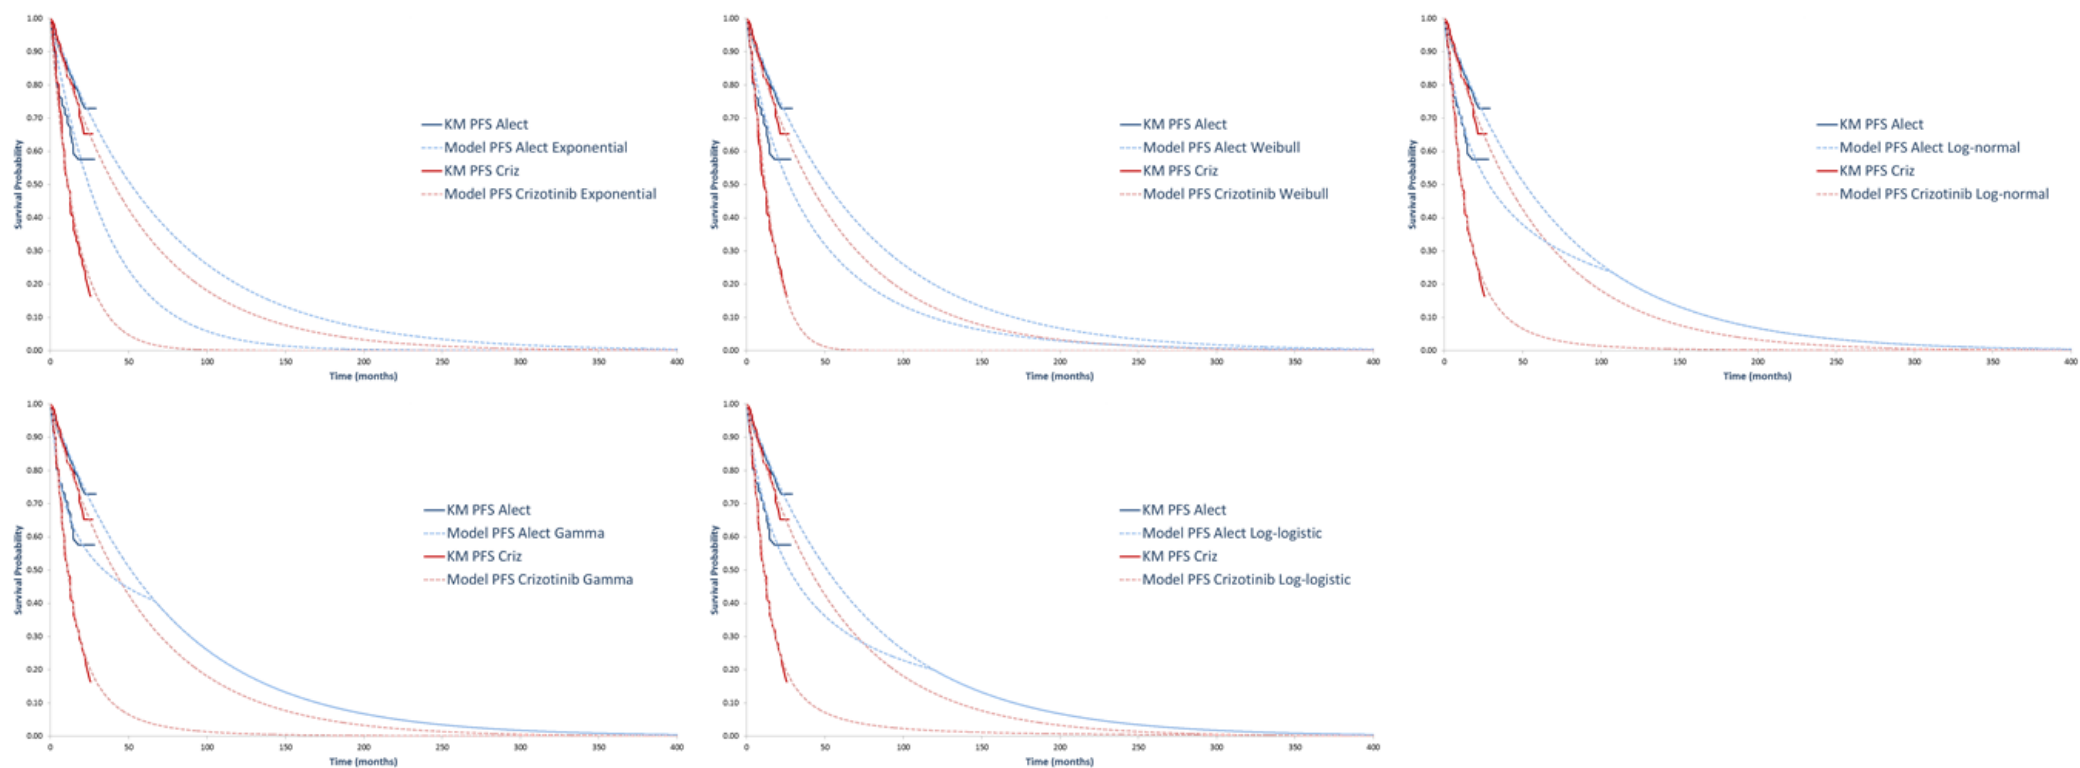 1.00
0.90
0.80
0.70
0.60
0.50
0.40
0.30
0.20
0.10
0.00
Survival Probability
0 50 100 150 200 250 300 350 400
Time (months)
KM PFS Alect
Model PFS Alect Exponential
KM PFS Criz
Model PFS Crizotinib Exponential
1.00
0.90
0.80
0.70
0.60
0.50
0.40
0.30
0.20
0.10
0.00
Survival Probability
0 50 100 150 200 250 300 350 400
Time (months)
KM PFS Alect
Model PFS Alect Weibull
KM PFS Criz
Model PFS Crizotinib Weibull
1.00
0.90
0.80
0.70
0.60
0.50
0.40
0.30
0.20
0.10
0.00
Survival Probability
0 50 100 150 200 250 300 350 400
Time (months)
KM PFS Alect
Model PFS Alect Log-normal
KM PFS Criz
Model PFS Crizotinib Log-normal
1.00
0.90
0.80
0.70
0.60
0.50
0.40
0.30
0.20
0.10
0.00
Survival Probability
0 50 100 150 200 250 300 350 400
Time (months)
KM PFS Alect
Model PFS Alect Gamma
KM PFS Criz
Model PFS Crizotinib Gamma
1.00
0.90
0.80
0.70
0.60
0.50
0.40
0.30
0.20
0.10
0.00
Survival Probability
0 50 100 150 200 250 300 350 400
Time (months)
KM PFS Alect
Model PFS Alect Log-logistic
KM PFS Criz
Model PFS Crizotinib Log-logistic